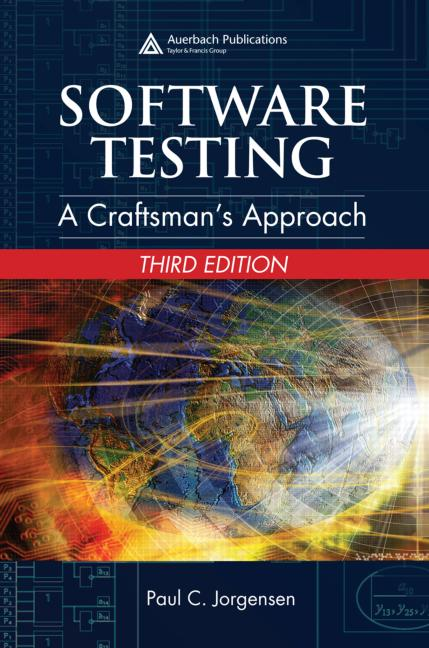 Auerbach Publications
Taylor & Francis Group
SOFTWARE
TESTING
A Craftsman's Approach
THIRD EDITION
Paul C. Jorgensen